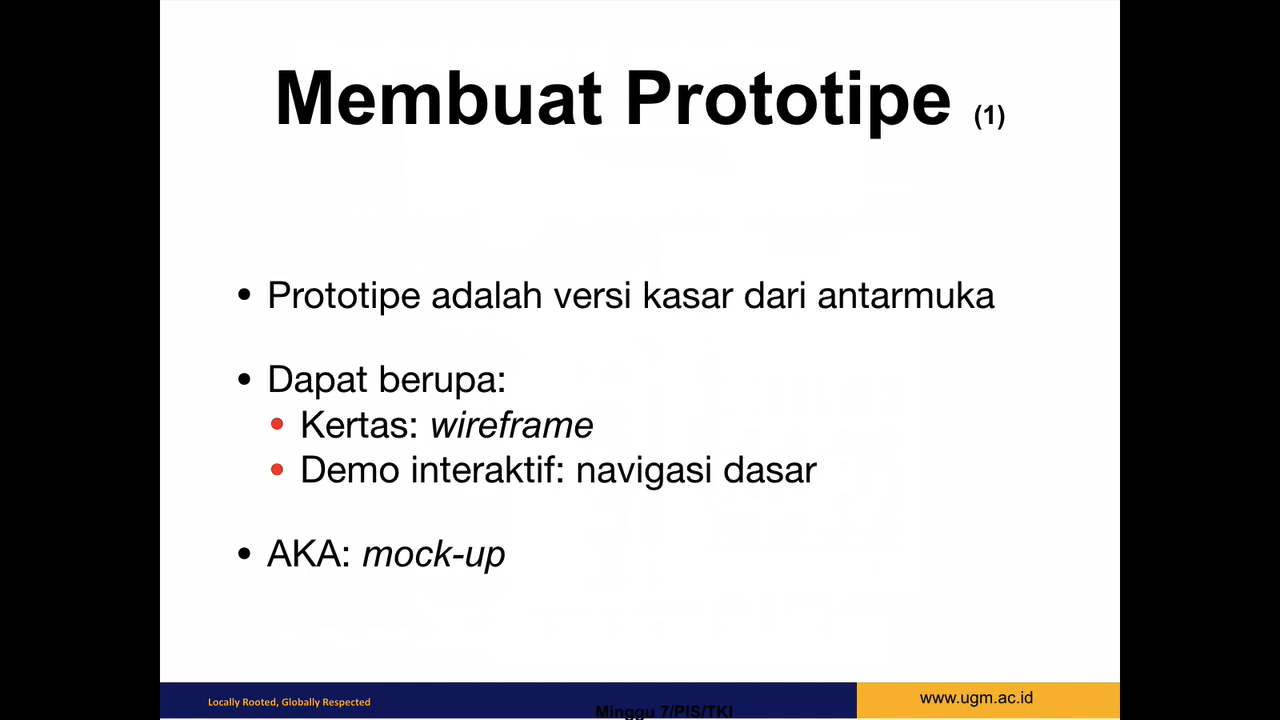 Membuat Prototipe (1)
• Prototipe adalah versi kasar dari antarmuka
• Dapat berupa:
• Kertas: wireframe
• Demo interaktif: navigasi dasar
• AKA: mock-up
Locally Rooted, Globally Respected
Minggu 7/PIS/TKI
www.ugm.ac.id